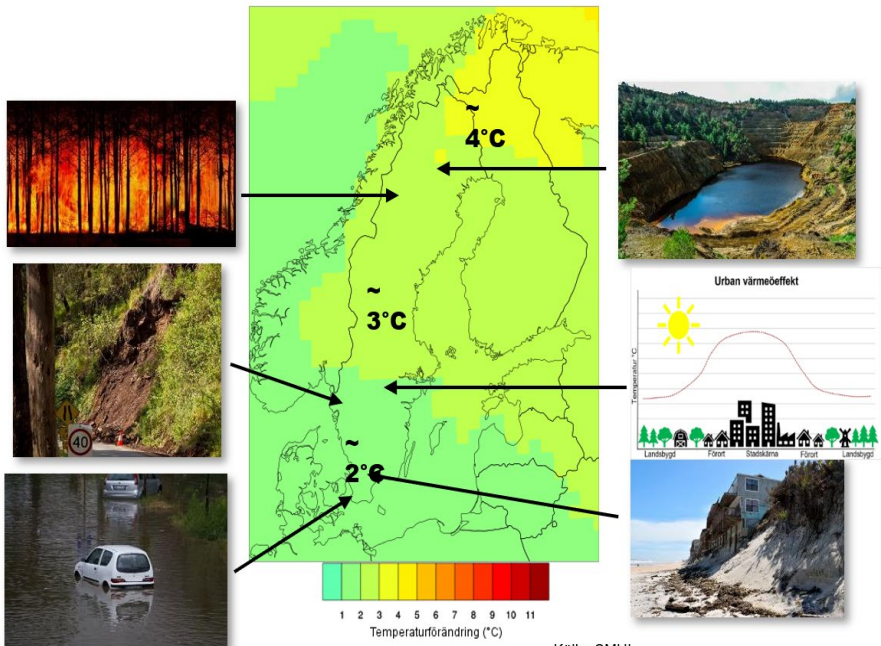 ~
4°C
~
3°C
~
2°C
40
Urban värmeöeffekt
Temperatur °C
Landsbygd Förort Stadskärna Förort Landsbygd
1 2 3 4 5 6 7 8 9 10 11
Temperaturförändring (°C)